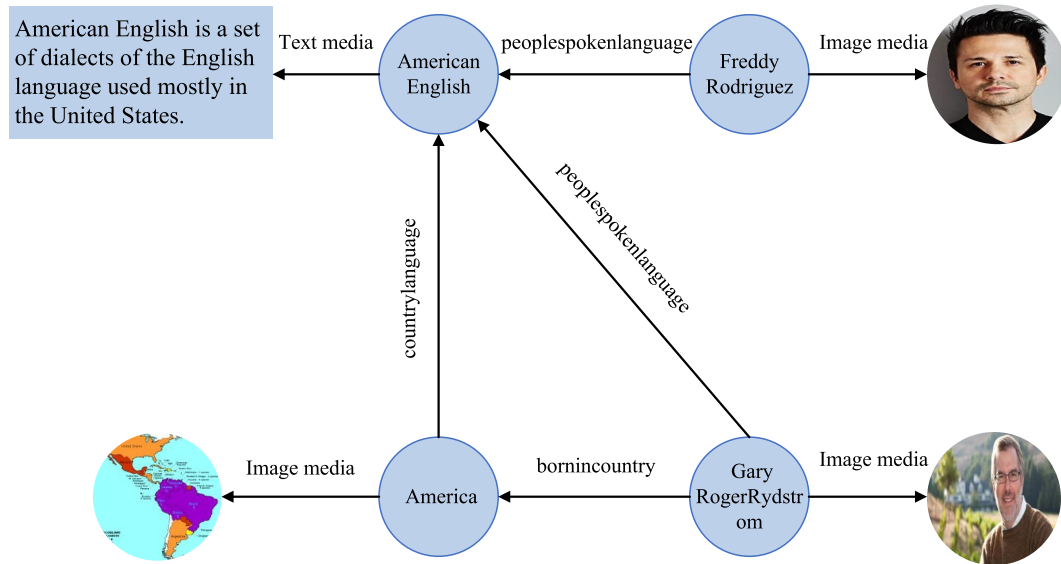 American English is a set
of dialects of the English
language used mostly in
the United States.
Text media
American
English
peoplespokenlanguage
Freddy
Rodriguez
Image media
peoplespokenlanguage
countrylanguage
Image media
America
bornincountry
Gary
RogerRydstr
om
Image media